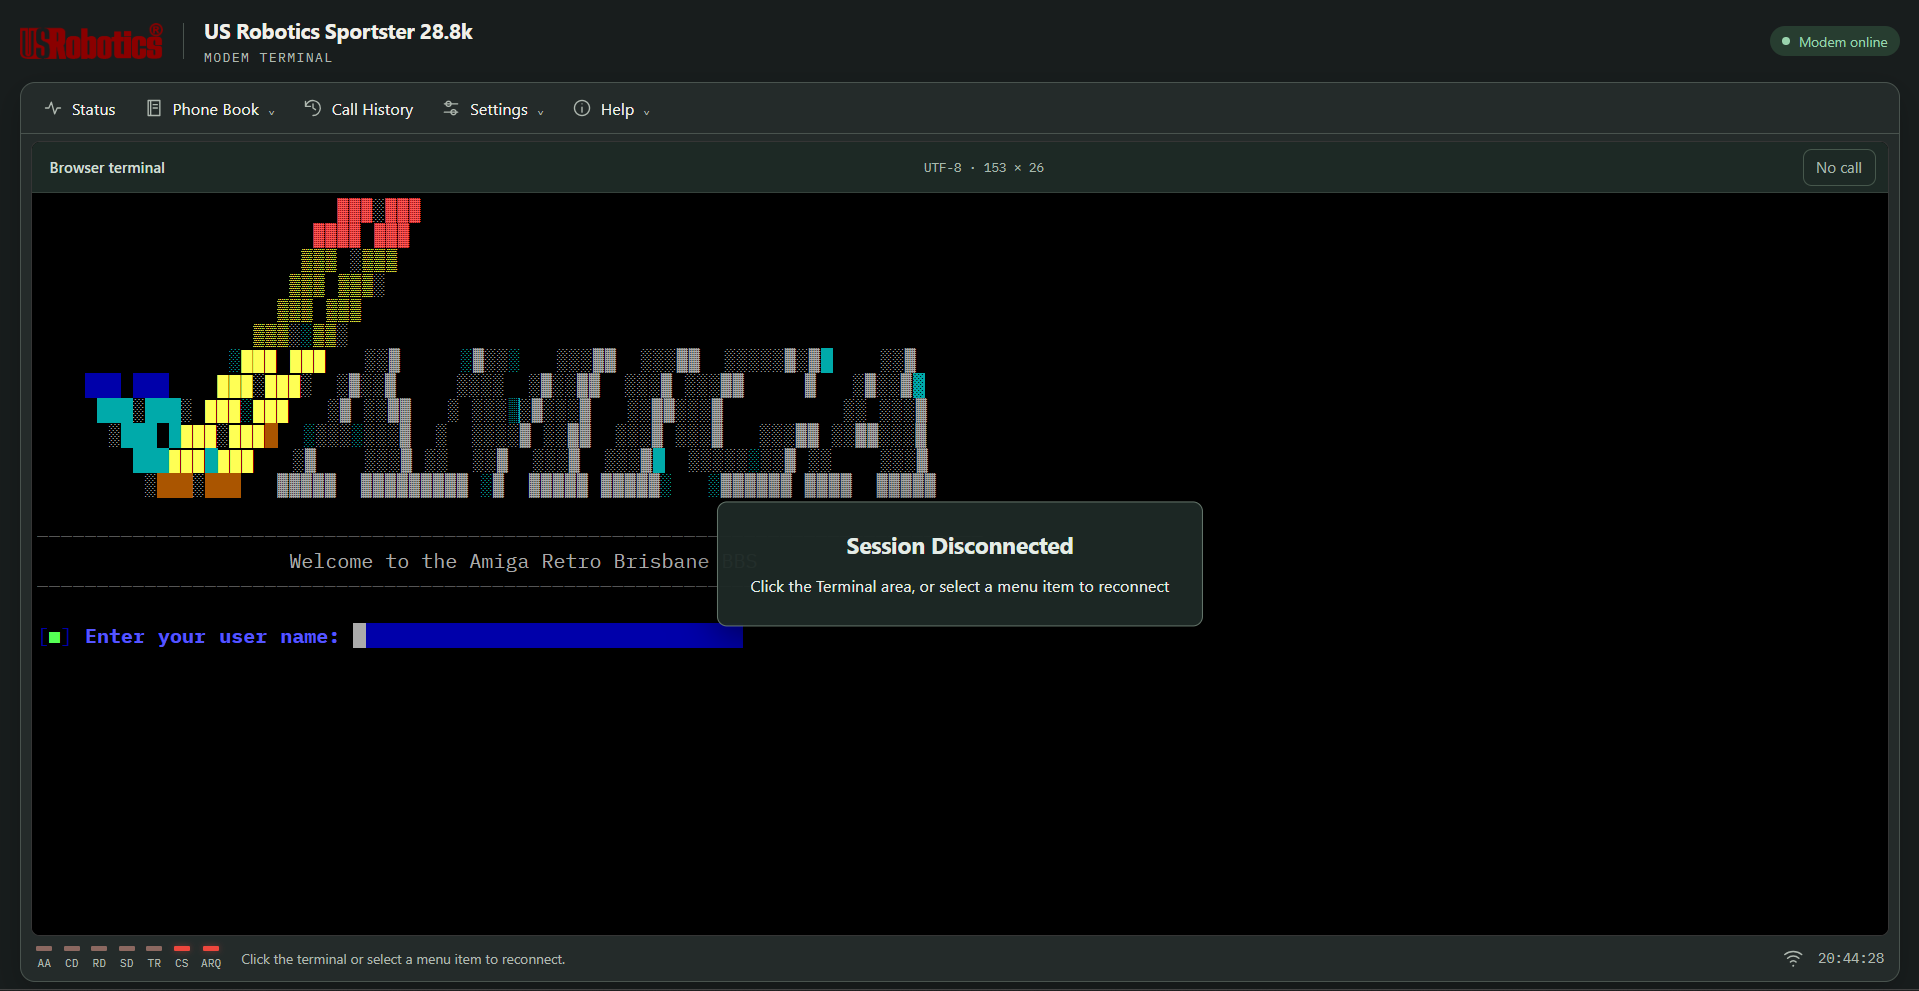 USRobotics®
US Robotics Sportster 28.8k
MODEM TERMINAL
Modem online
Status
Phone Book
Call History
Settings
Help
Browser terminal
UTF-8 · 153 × 26
No call
Welcome to the Amiga Retro Brisbane BBS
Session Disconnected
Click the Terminal area, or select a menu item to reconnect
[■] Enter your user name:
AA CD RD SD TR CS ARQ
Click the terminal or select a menu item to reconnect.
20:44:28